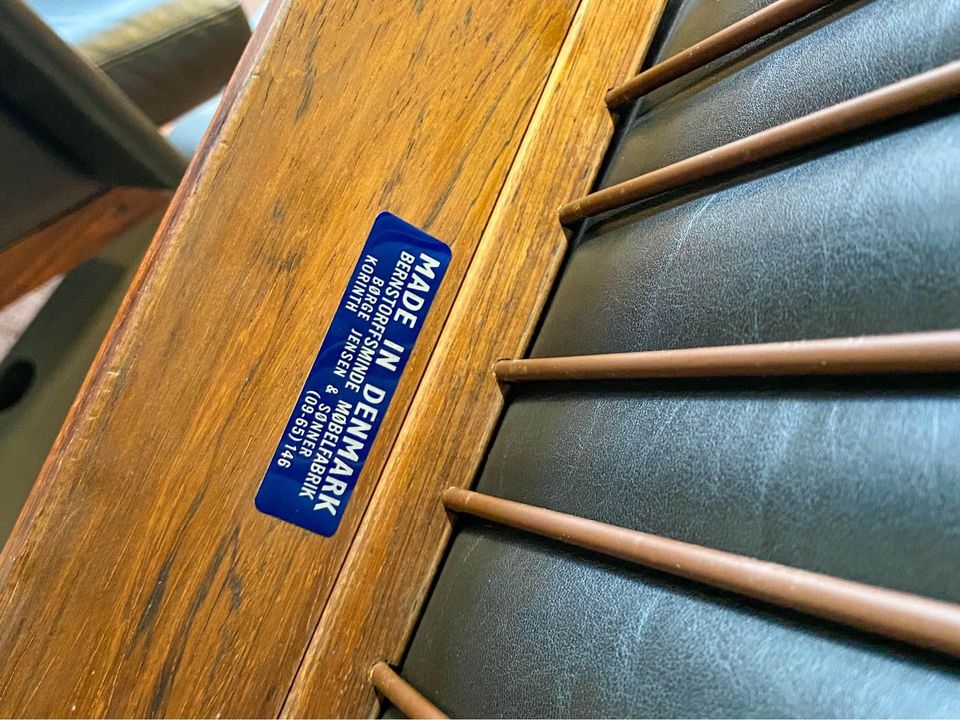 MADE IN DENMARK
BERNSTORFFSMINDE MØBELFABRIK
BØRGE JENSEN & SØNNER
KORINTH (09-65) 146